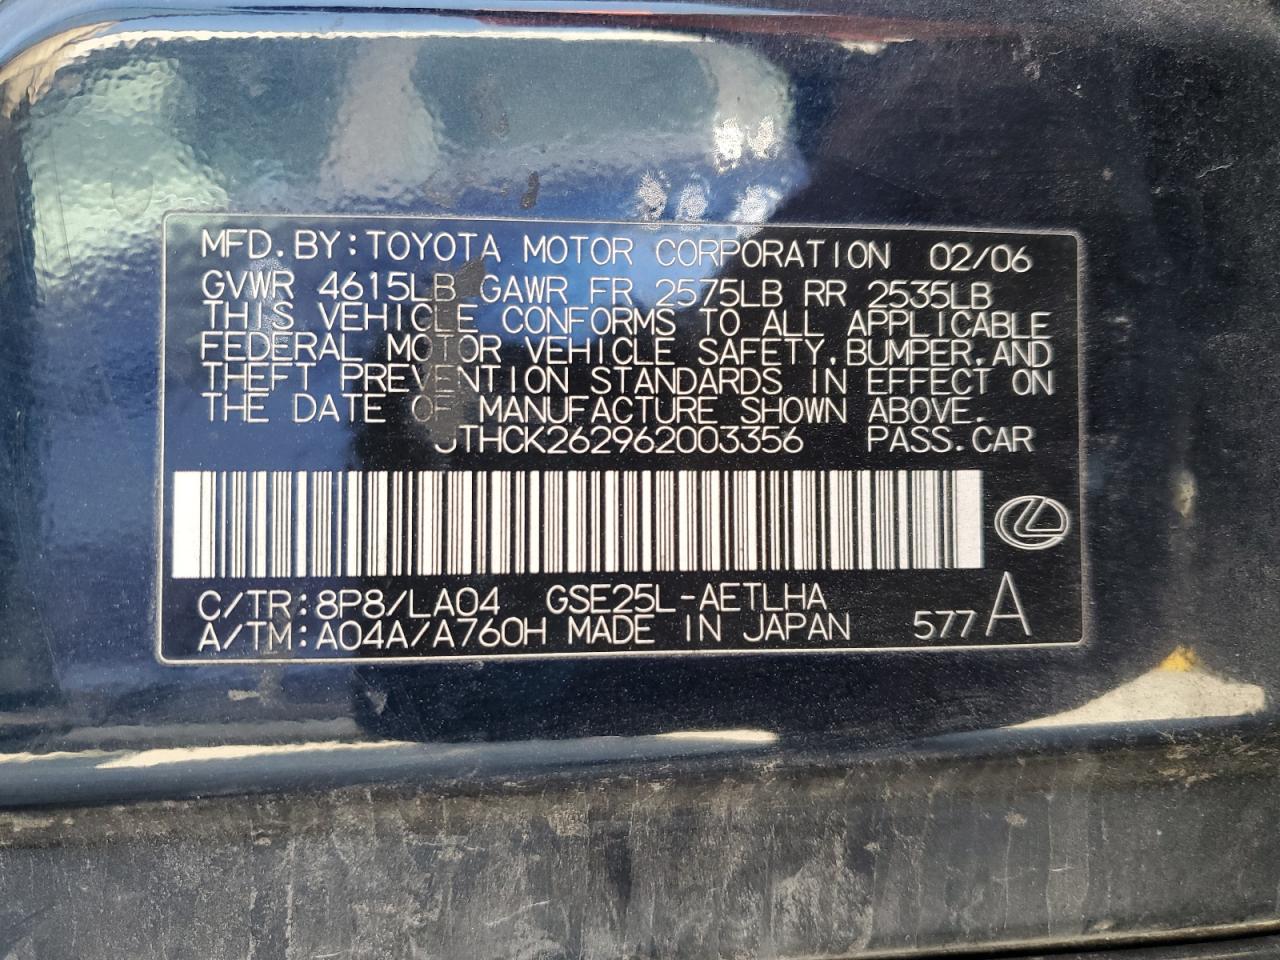 MFD.BY:TOYOTA MOTOR CORPORATION 02/06
GVWR 4615LB GAWR FR 2575LB RR 2535LB
THIS VEHICLE CONFORMS TO ALL APPLICABLE
FEDERAL MOTOR VEHICLE SAFETY,BUMPER,AND
THEFT PREVENTION STANDARDS IN EFFECT ON
THE DATE OF MANUFACTURE SHOWN ABOVE.
JTHCK262962003356 PASS.CAR
C/TR:8P8/LA04 GSE25L-AETLHA
A/TM:A04A/A760H MADE IN JAPAN 577 A